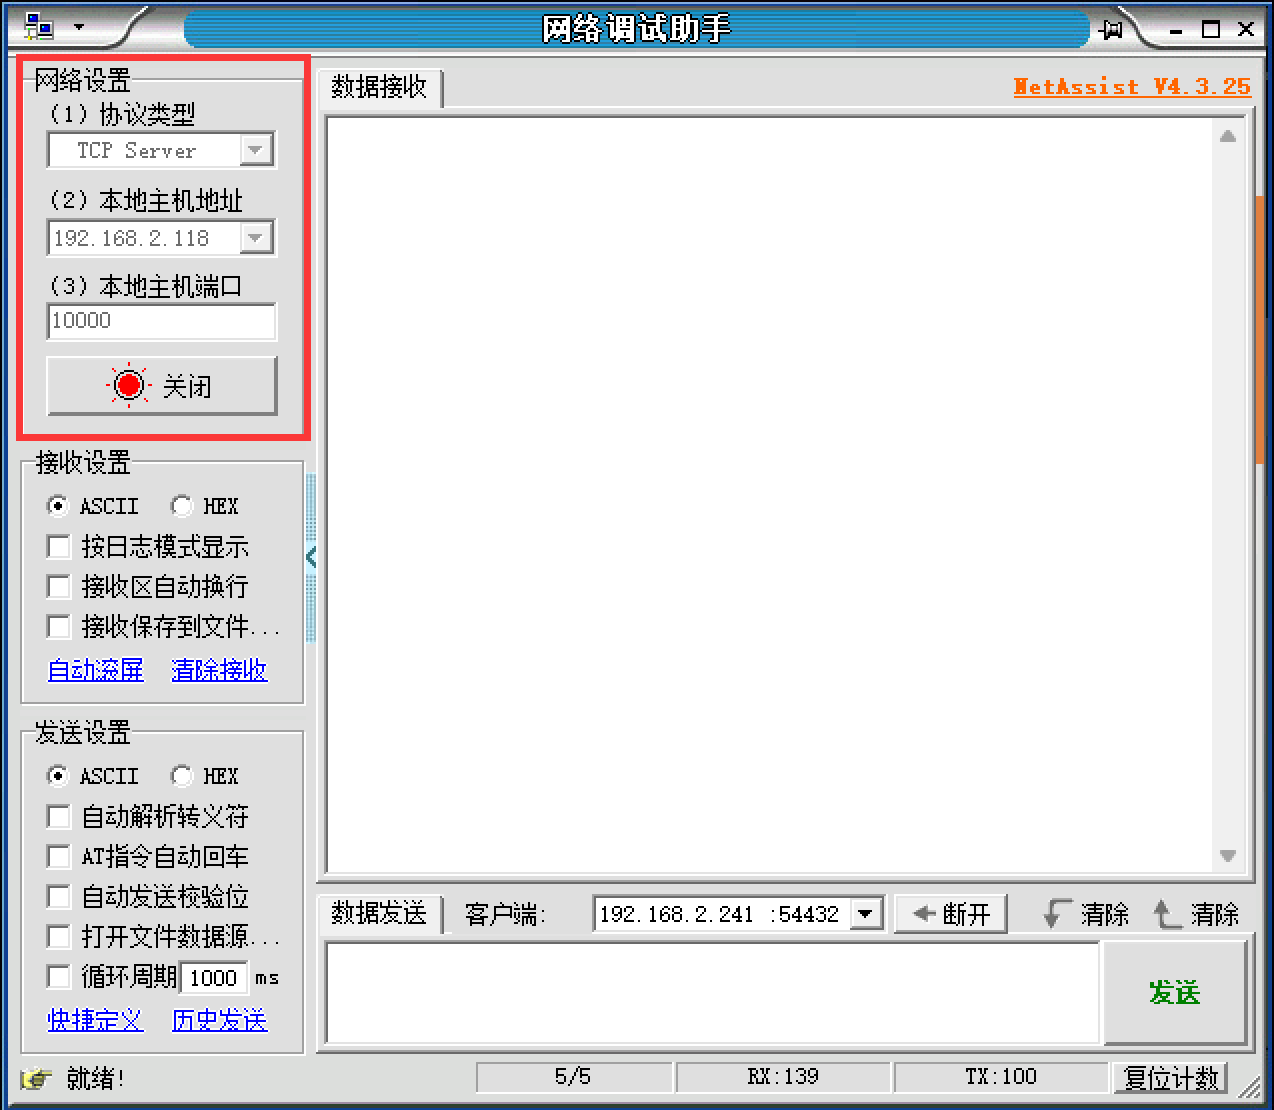 网络调试助手
网络设置
(1) 协议类型
TCP Server
(2) 本地主机地址
192.168.2.118
(3) 本地主机端口
10000
关闭
接收设置
ASCII HEX
按日志模式显示
接收区自动换行
接收保存到文件...
自动滚屏 清除接收
发送设置
ASCII HEX
自动解析转义符
AT指令自动回车
自动发送校验位
打开文件数据源...
循环周期 1000 ms
快捷定义 历史发送
数据接收
NetAssist V4.3.25
数据发送 客户端: 192.168.2.241 :54432 断开 清除 清除
发送
就绪! 5/5 RX:139 TX:100 复位计数